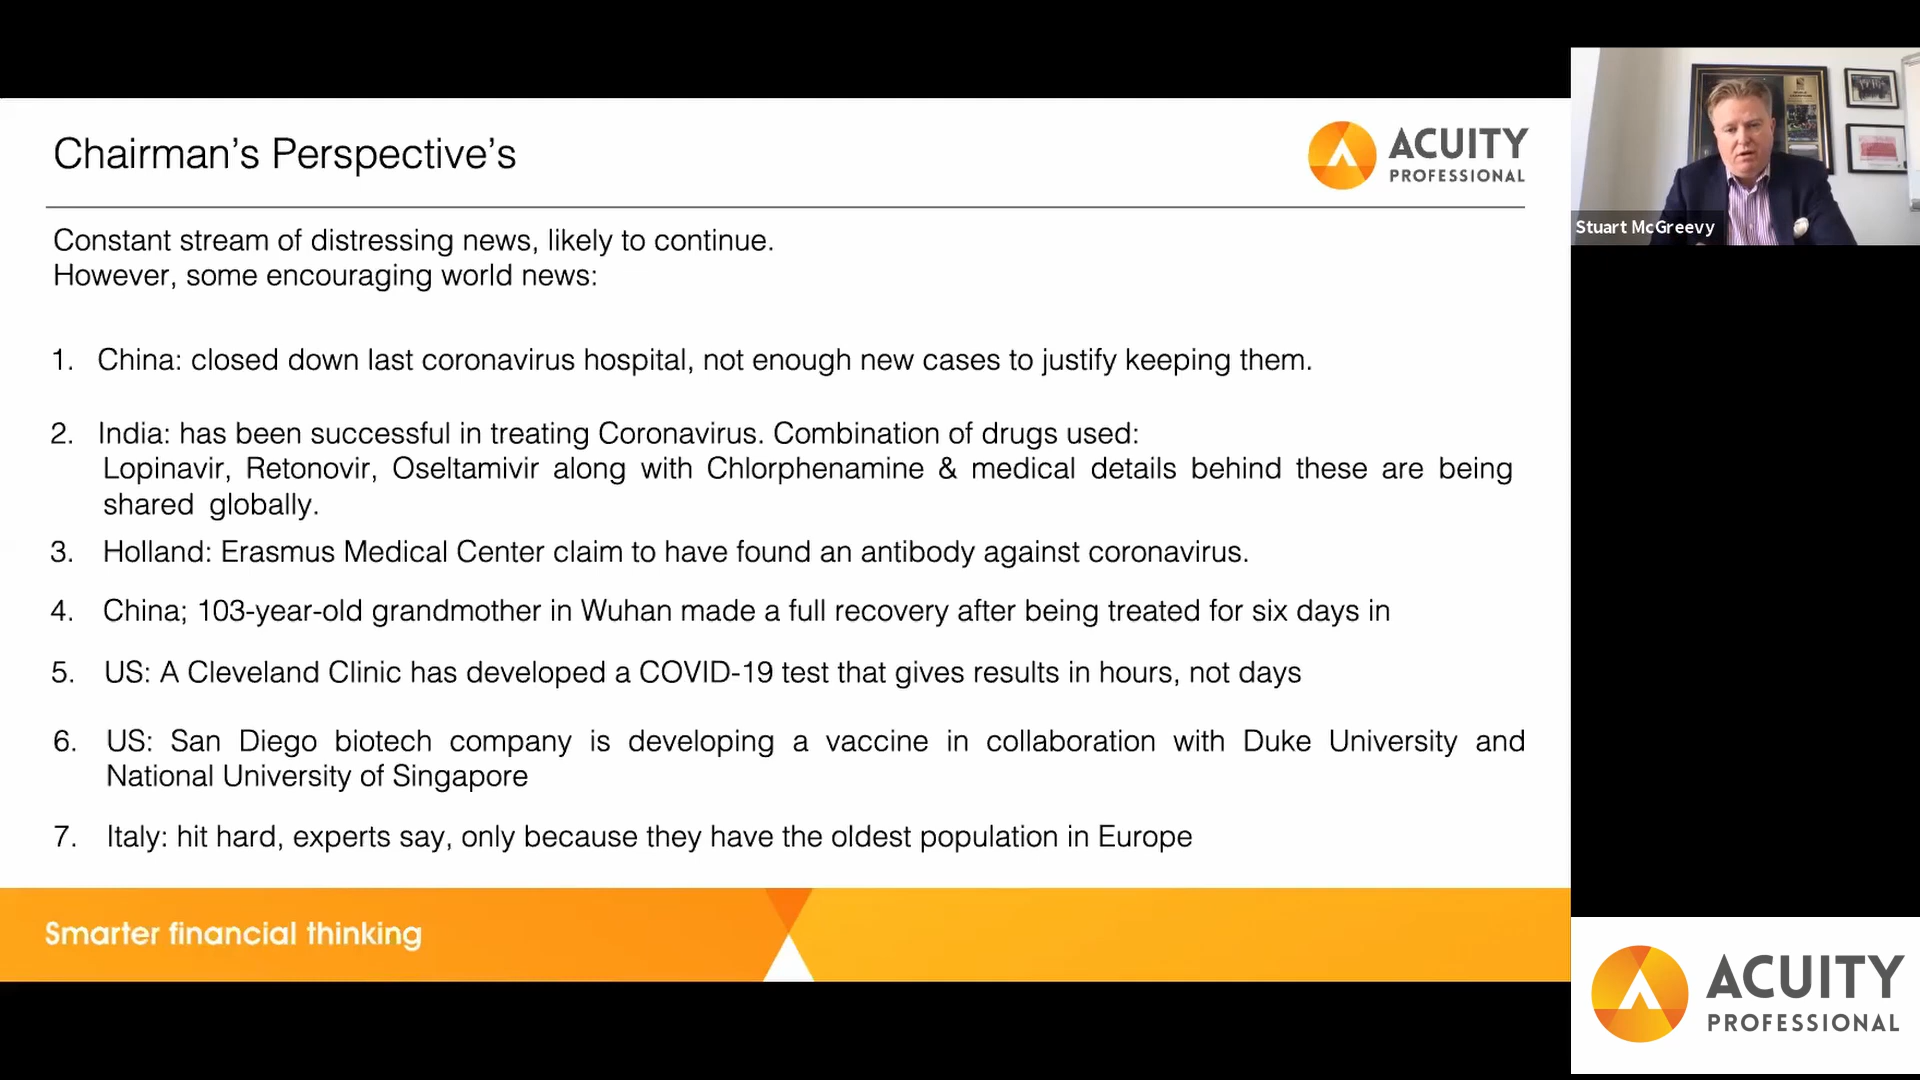 Chairman's Perspective's
ACUITY
PROFESSIONAL
Constant stream of distressing news, likely to continue.
However, some encouraging world news:
1. China: closed down last coronavirus hospital, not enough new cases to justify keeping them.
2. India: has been successful in treating Coronavirus. Combination of drugs used:
Lopinavir, Retonovir, Oseltamivir along with Chlorphenamine & medical details behind these are being
shared globally.
3. Holland: Erasmus Medical Center claim to have found an antibody against coronavirus.
4. China; 103-year-old grandmother in Wuhan made a full recovery after being treated for six days in
5. US: A Cleveland Clinic has developed a COVID-19 test that gives results in hours, not days
6. US: San Diego biotech company is developing a vaccine in collaboration with Duke University and
National University of Singapore
7. Italy: hit hard, experts say, only because they have the oldest population in Europe
Smarter financial thinking
Stuart McGreevy
ACUITY
PROFESSIONAL